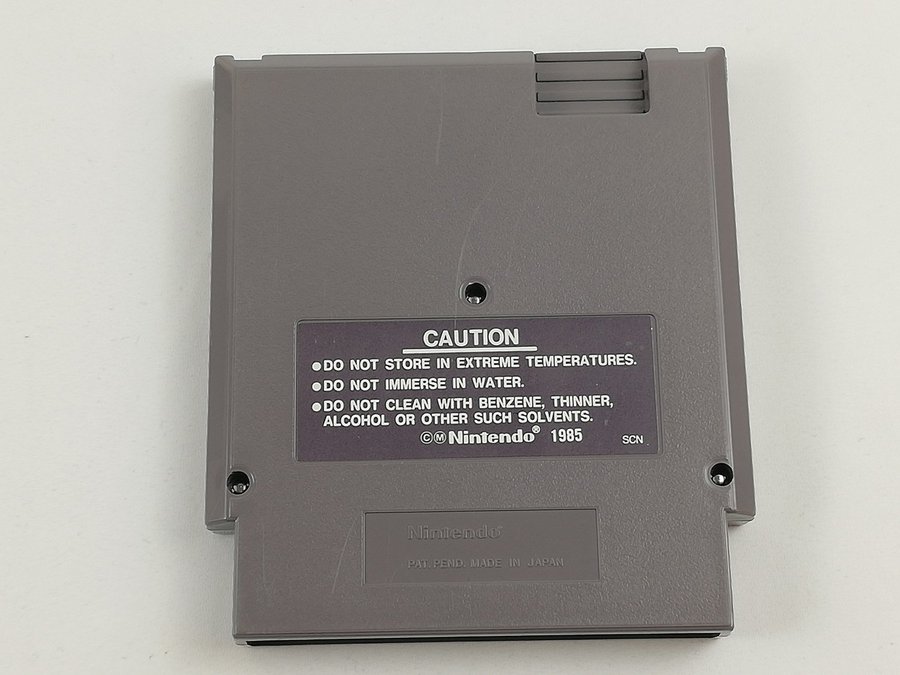 CAUTION
●DO NOT STORE IN EXTREME TEMPERATURES.
●DO NOT IMMERSE IN WATER.
●DO NOT CLEAN WITH BENZENE, THINNER,
ALCOHOL OR OTHER SUCH SOLVENTS.
©Ⓜ Nintendo® 1985
SCN
Nintendo®
PAT. PEND. MADE IN JAPAN